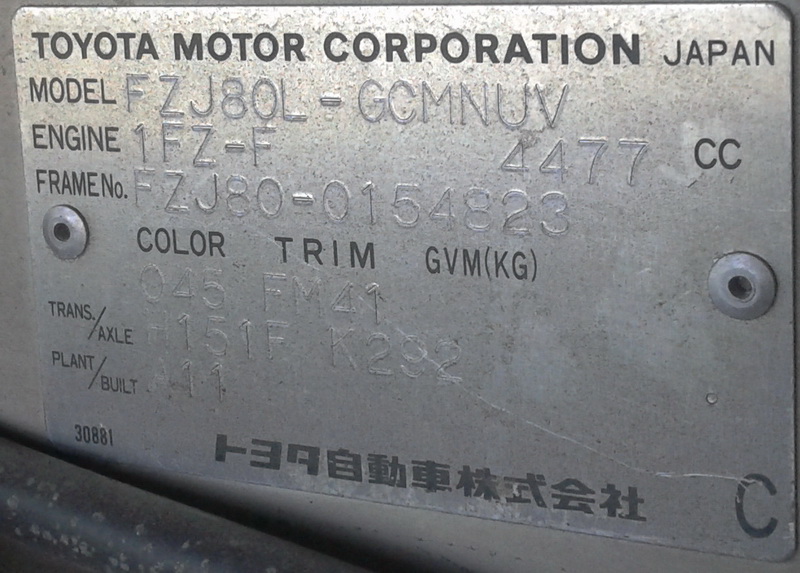 TOYOTA MOTOR CORPORATION JAPAN
MODEL FZJ80L-GCMNUV
ENGINE 1FZ-F 4477 CC
FRAME No. FZJ80-0154823
COLOR TRIM GVM(KG)
045 FM41
TRANS./AXLE H151F K292
PLANT/BUILT A11
30881
トヨタ自動車株式会社 C